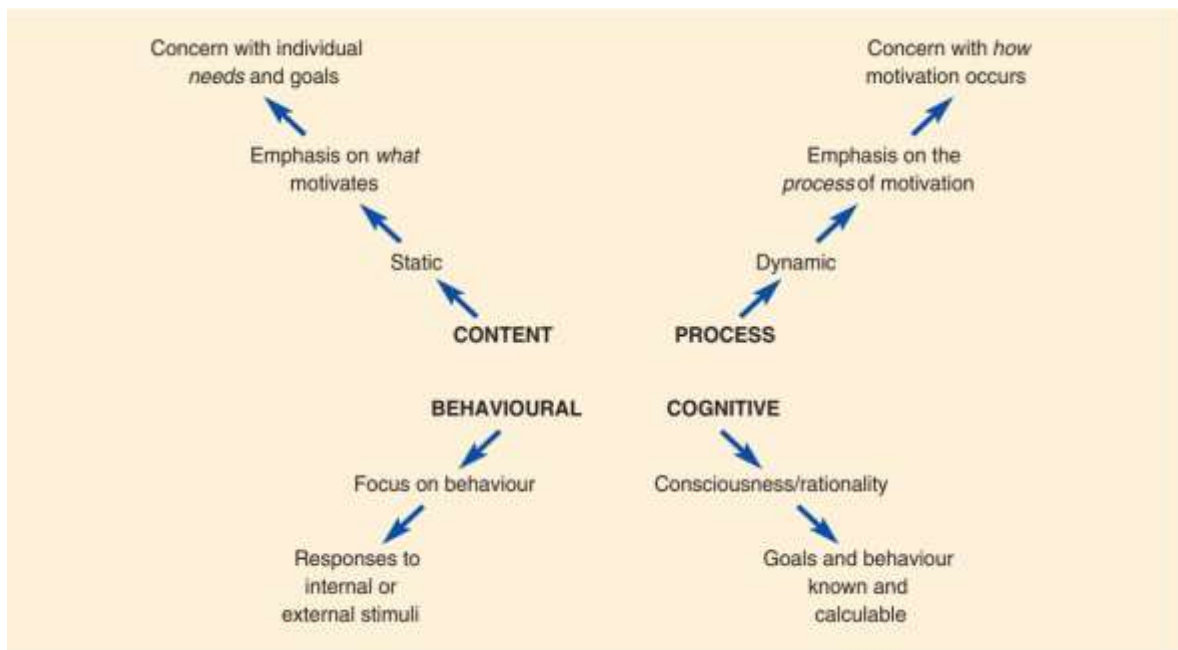 Concern with individual
needs and goals
Emphasis on what
motivates
Static
CONTENT
Concern with how
motivation occurs
Emphasis on the
process of motivation
Dynamic
PROCESS
BEHAVIOURAL
Focus on behaviour
Responses to
internal or
external stimuli
COGNITIVE
Consciousness/rationality
Goals and behaviour
known and
calculable